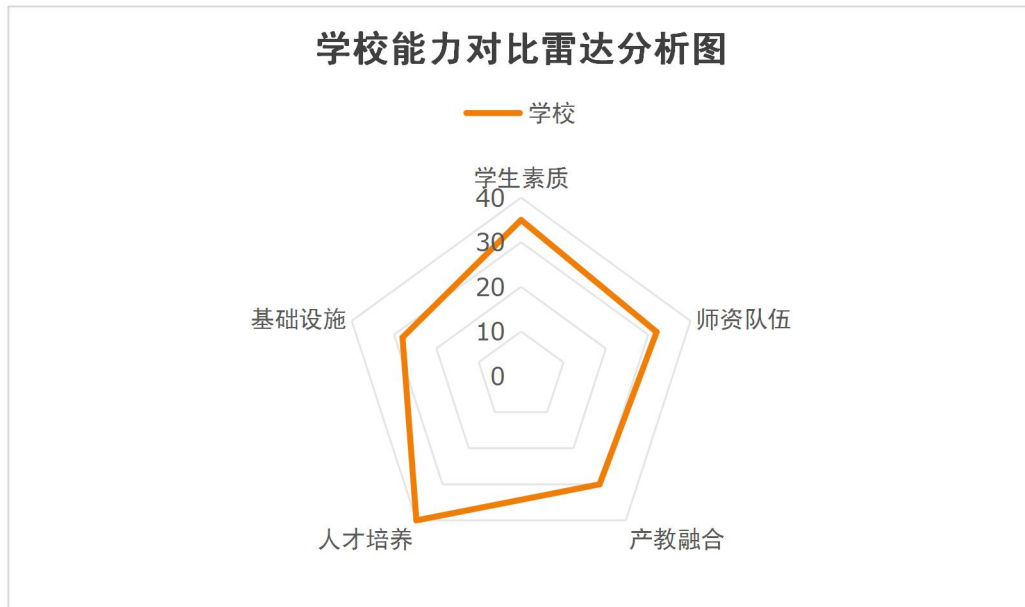 学校能力对比雷达分析图
学校
学生素质
40
30
20
10
0
基础设施
师资队伍
人才培养
产教融合